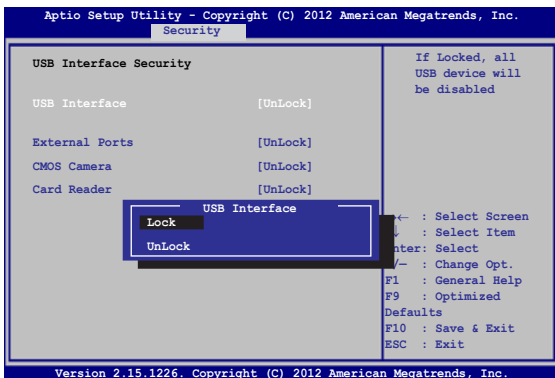 Aptio Setup Utility - Copyright (C) 2012 American Megatrends, Inc.
Security
USB Interface Security
USB Interface [UnLock]
External Ports [UnLock]
CMOS Camera [UnLock]
Card Reader [UnLock]
USB Interface
Lock
UnLock
If Locked, all
USB device will
be disabled
→← : Select Screen
: Select Item
nter: Select
/— : Change Opt.
F1 : General Help
F9 : Optimized
Defaults
F10 : Save & Exit
ESC : Exit
Version 2.15.1226. Copyright (C) 2012 American Megatrends, Inc.